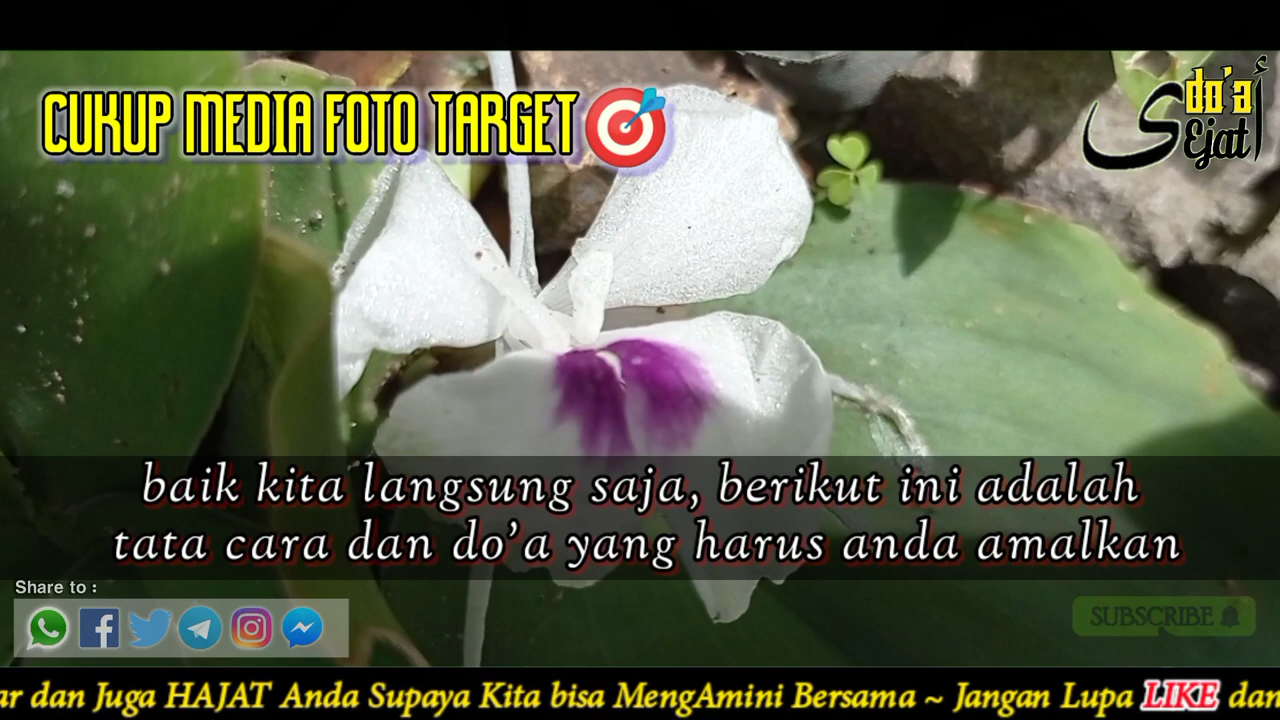 CUKUP MEDIA FOTO TARGET
أ do'a ى
Ejati
baik kita langsung saja, berikut ini adalah
tata cara dan do'a yang harus anda amalkan
Share to :
SUBSCRIBE
ar dan Juga HAJAT Anda Supaya Kita bisa MengAmini Bersama ~ Jangan Lupa LIKE dan